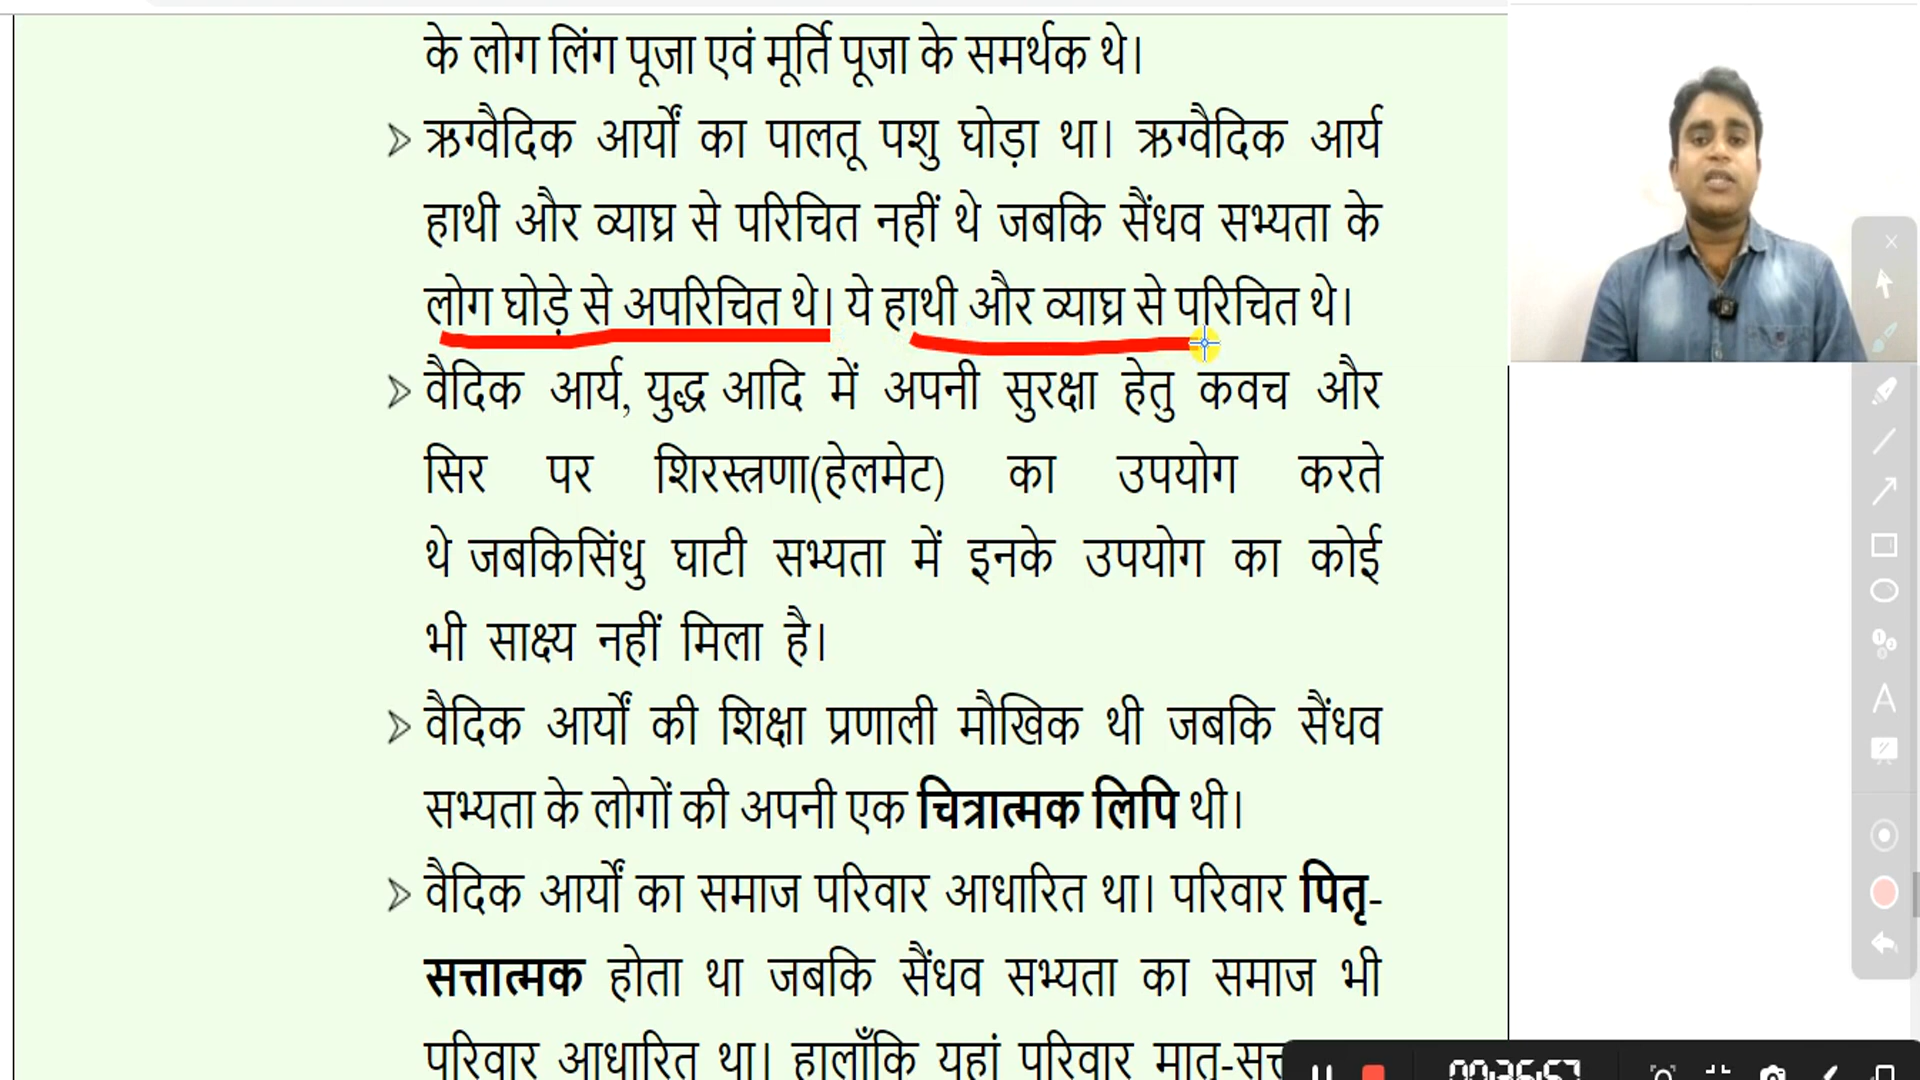 के लोग लिंग पूजा एवं मूर्ति पूजा के समर्थक थे।
ऋग्वैदिक आर्यों का पालतू पशु घोड़ा था। ऋग्वैदिक आर्य
हाथी और व्याघ्र से परिचित नहीं थे जबकि सैंधव सभ्यता के
लोग घोड़े से अपरिचित थे। ये हाथी और व्याघ्र से परिचित थे।
वैदिक आर्य, युद्ध आदि में अपनी सुरक्षा हेतु कवच और
सिर पर शिरस्त्रणा(हेलमेट) का उपयोग करते
थे जबकिसिंधु घाटी सभ्यता में इनके उपयोग का कोई
भी साक्ष्य नहीं मिला है।
वैदिक आर्यों की शिक्षा प्रणाली मौखिक थी जबकि सैंधव
सभ्यता के लोगों की अपनी एक चित्रात्मक लिपि थी।
वैदिक आर्यों का समाज परिवार आधारित था। परिवार पितृ-
सत्तात्मक होता था जबकि सैंधव सभ्यता का समाज भी
परिवार आधारित था। हालाँकि यहां परिवार